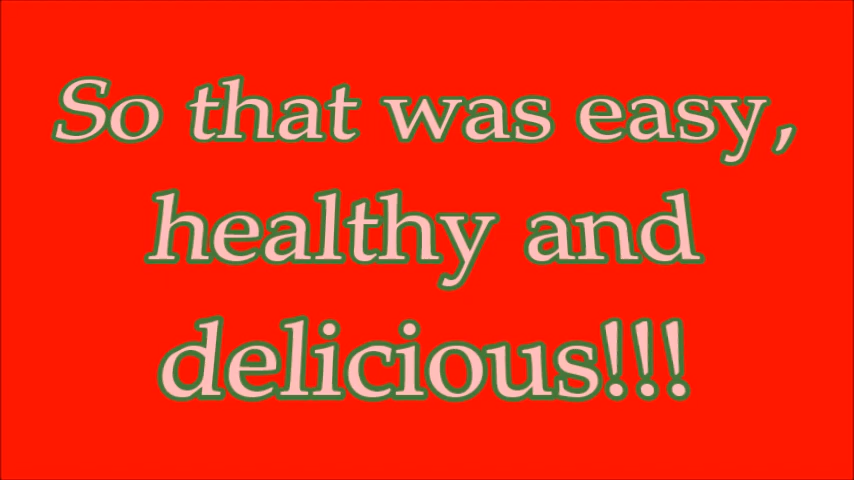 So that was easy,
healthy and
delicious!!!